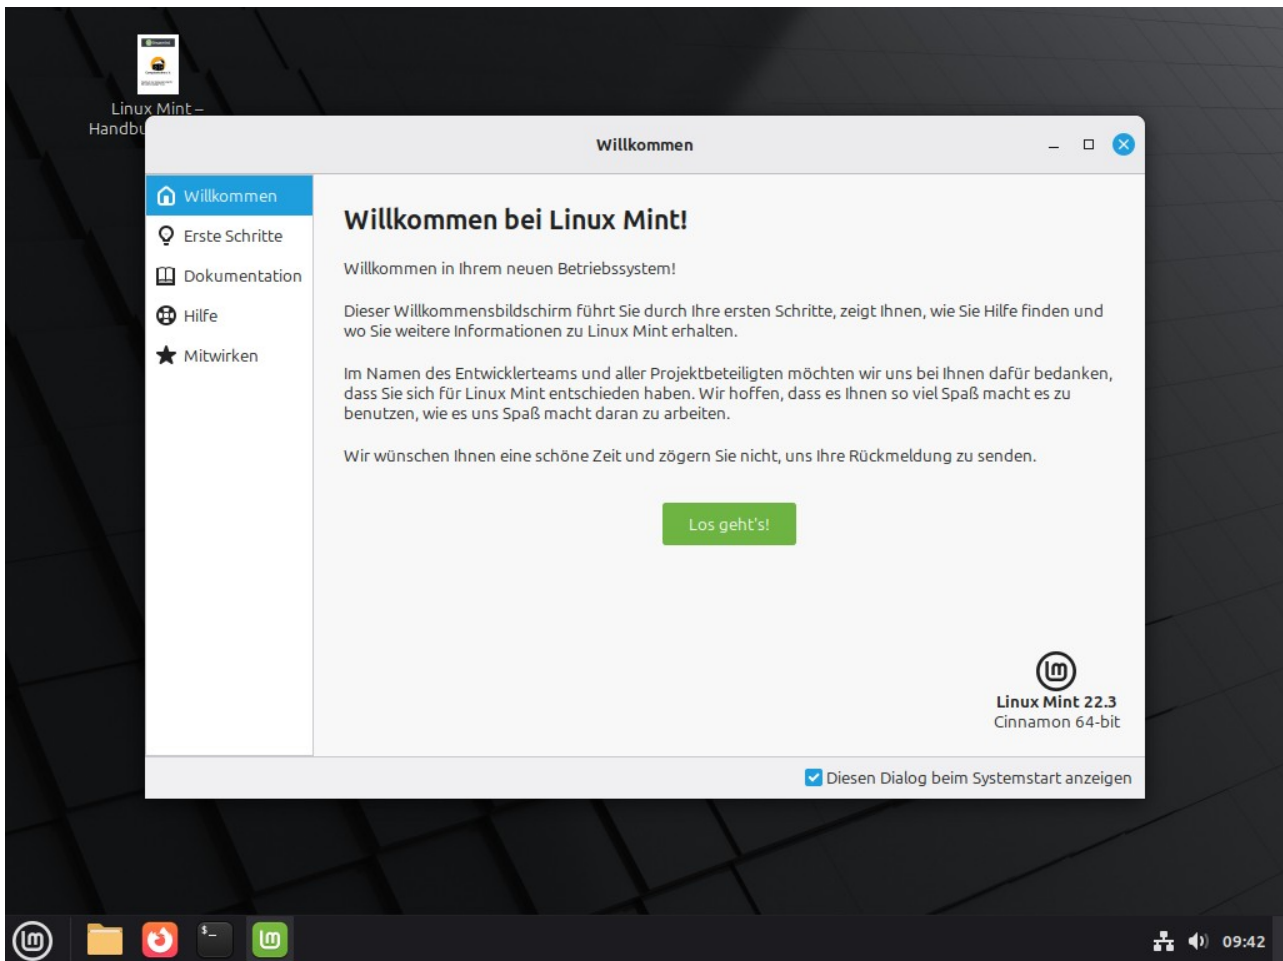 Linux Mint –
Handbu
Willkommen
Willkommen
Erste Schritte
Dokumentation
Hilfe
Mitwirken
Willkommen bei Linux Mint!
Willkommen in Ihrem neuen Betriebssystem!
Dieser Willkommensbildschirm führt Sie durch Ihre ersten Schritte, zeigt Ihnen, wie Sie Hilfe finden und
wo Sie weitere Informationen zu Linux Mint erhalten.
Im Namen des Entwicklerteams und aller Projektbeteiligten möchten wir uns bei Ihnen dafür bedanken,
dass Sie sich für Linux Mint entschieden haben. Wir hoffen, dass es Ihnen so viel Spaß macht es zu
benutzen, wie es uns Spaß macht daran zu arbeiten.
Wir wünschen Ihnen eine schöne Zeit und zögern Sie nicht, uns Ihre Rückmeldung zu senden.
Los geht's!
Linux Mint 22.3
Cinnamon 64-bit
Diesen Dialog beim Systemstart anzeigen
$_
09:42